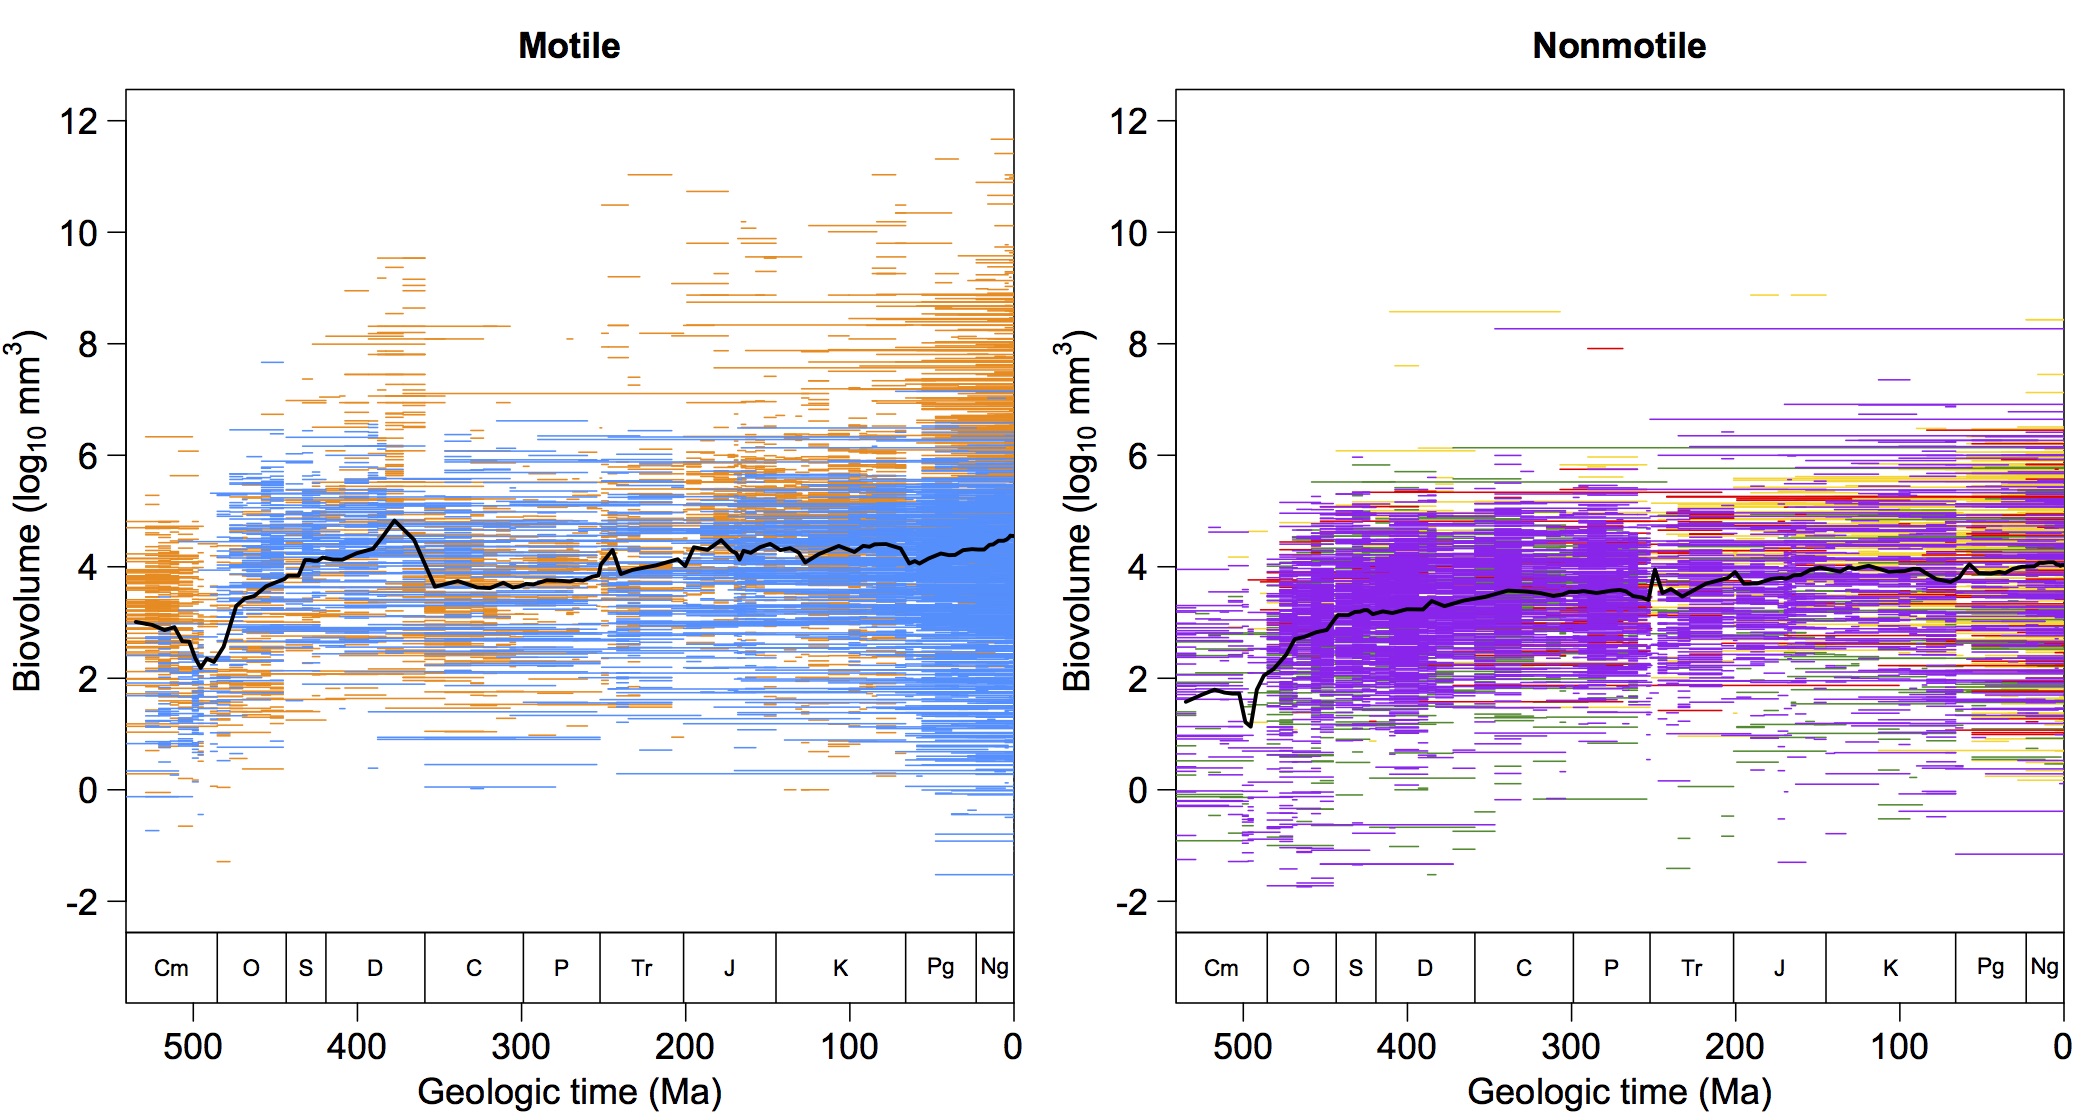 Motile
Nonmotile
Biovolume (log10 mm3)
12
10
8
6
4
2
0
-2
Cm O S D C P Tr J K Pg Ng
500 400 300 200 100 0
Geologic time (Ma)
Biovolume (log10 mm3)
12
10
8
6
4
2
0
-2
Cm O S D C P Tr J K Pg Ng
500 400 300 200 100 0
Geologic time (Ma)